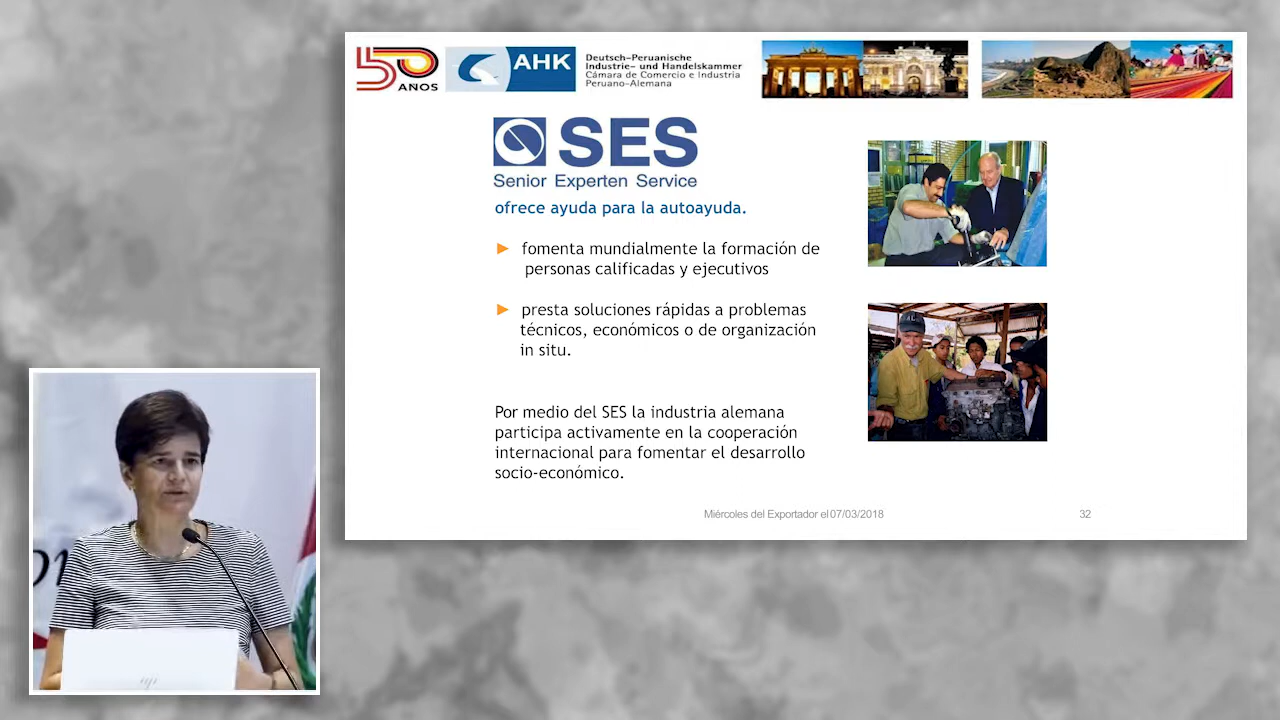 50 AÑOS
AHK
Deutsch-Peruanische
Industrie- und Handelskammer
Cámara de Comercio e Industria
Peruano-Alemana
SES
Senior Experten Service
ofrece ayuda para la autoayuda.
► fomenta mundialmente la formación de
personas calificadas y ejecutivos
► presta soluciones rápidas a problemas
técnicos, económicos o de organización
in situ.
Por medio del SES la industria alemana
participa activamente en la cooperación
internacional para fomentar el desarrollo
socio-económico.
Miércoles del Exportador el 07/03/2018
32